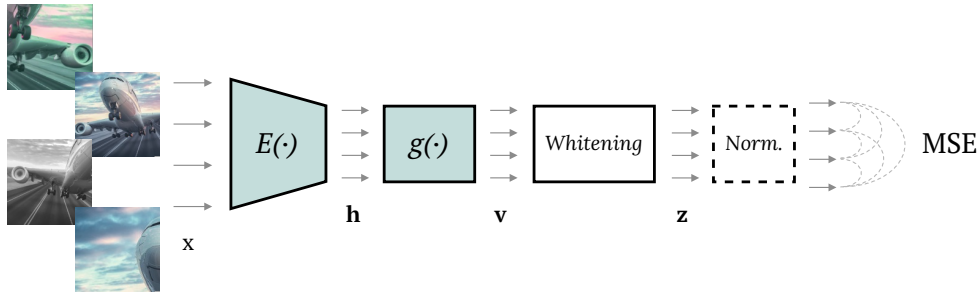 E(·)
g(·)
Whitening
Norm.
MSE
h
v
z
x